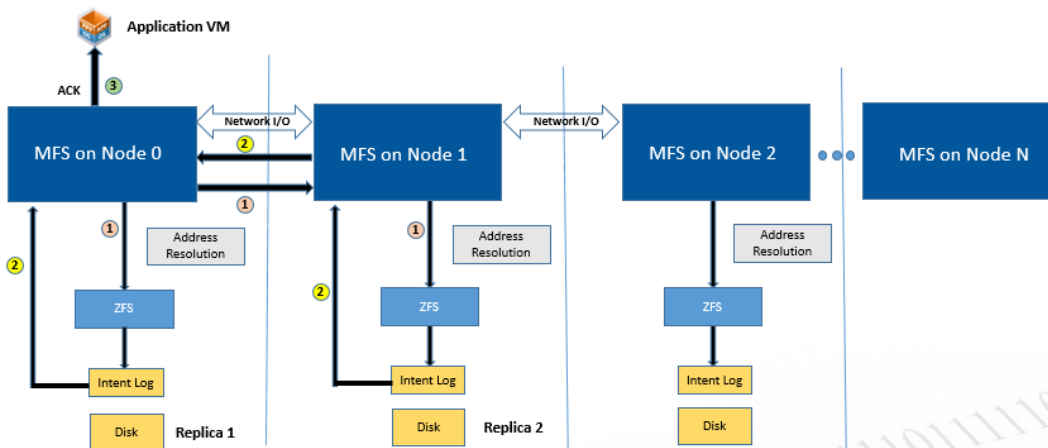 Application VM
ACK
3
Network I/O
Network I/O
MFS on Node 0
2
MFS on Node 1
MFS on Node 2
MFS on Node N
1
1
Address
Resolution
1
Address
Resolution
Address
Resolution
2
2
ZFS
ZFS
ZFS
Intent Log
Intent Log
Intent Log
Disk
Replica 1
Disk
Replica 2
Disk